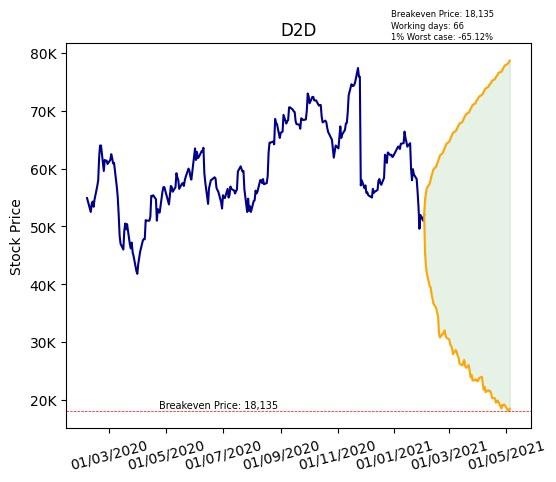 Breakeven Price: 18,135
Working days: 66
1% Worst case: -65.12%
D2D
80K
70K
60K
50K
40K
30K
20K
Stock Price
Breakeven Price: 18,135
01/03/2020
01/05/2020
01/07/2020
01/09/2020
01/11/2020
01/01/2021
01/03/2021
01/05/2021